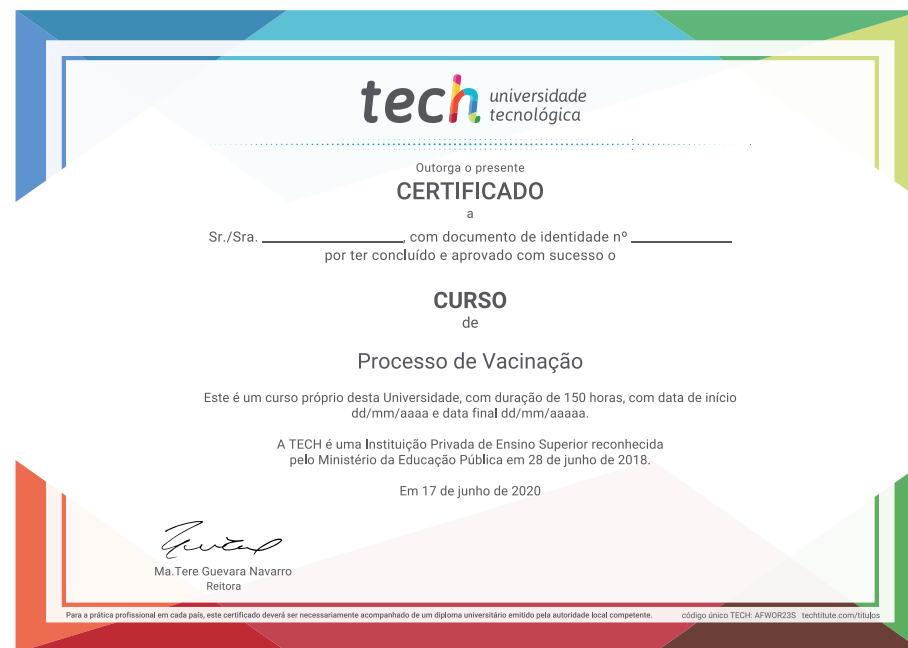 tech universidade
tecnológica
Outorga o presente
CERTIFICADO
a
Sr./Sra. ____________, com documento de identidade nº ____________
por ter concluído e aprovado com sucesso o
CURSO
de
Processo de Vacinação
Este é um curso próprio desta Universidade, com duração de 150 horas, com data de início
dd/mm/aaaa e data final dd/mm/aaaaa.
A TECH é uma Instituição Privada de Ensino Superior reconhecida
pelo Ministério da Educação Pública em 28 de junho de 2018.
Em 17 de junho de 2020
Ma.Tere Guevara Navarro
Reitora
Para a prática profissional em cada país, este certificado deverá ser necessariamente acompanhado de um diploma universitário emitido pela autoridade local competente. código único TECH: AFWOR23S techtitute.com/titulos